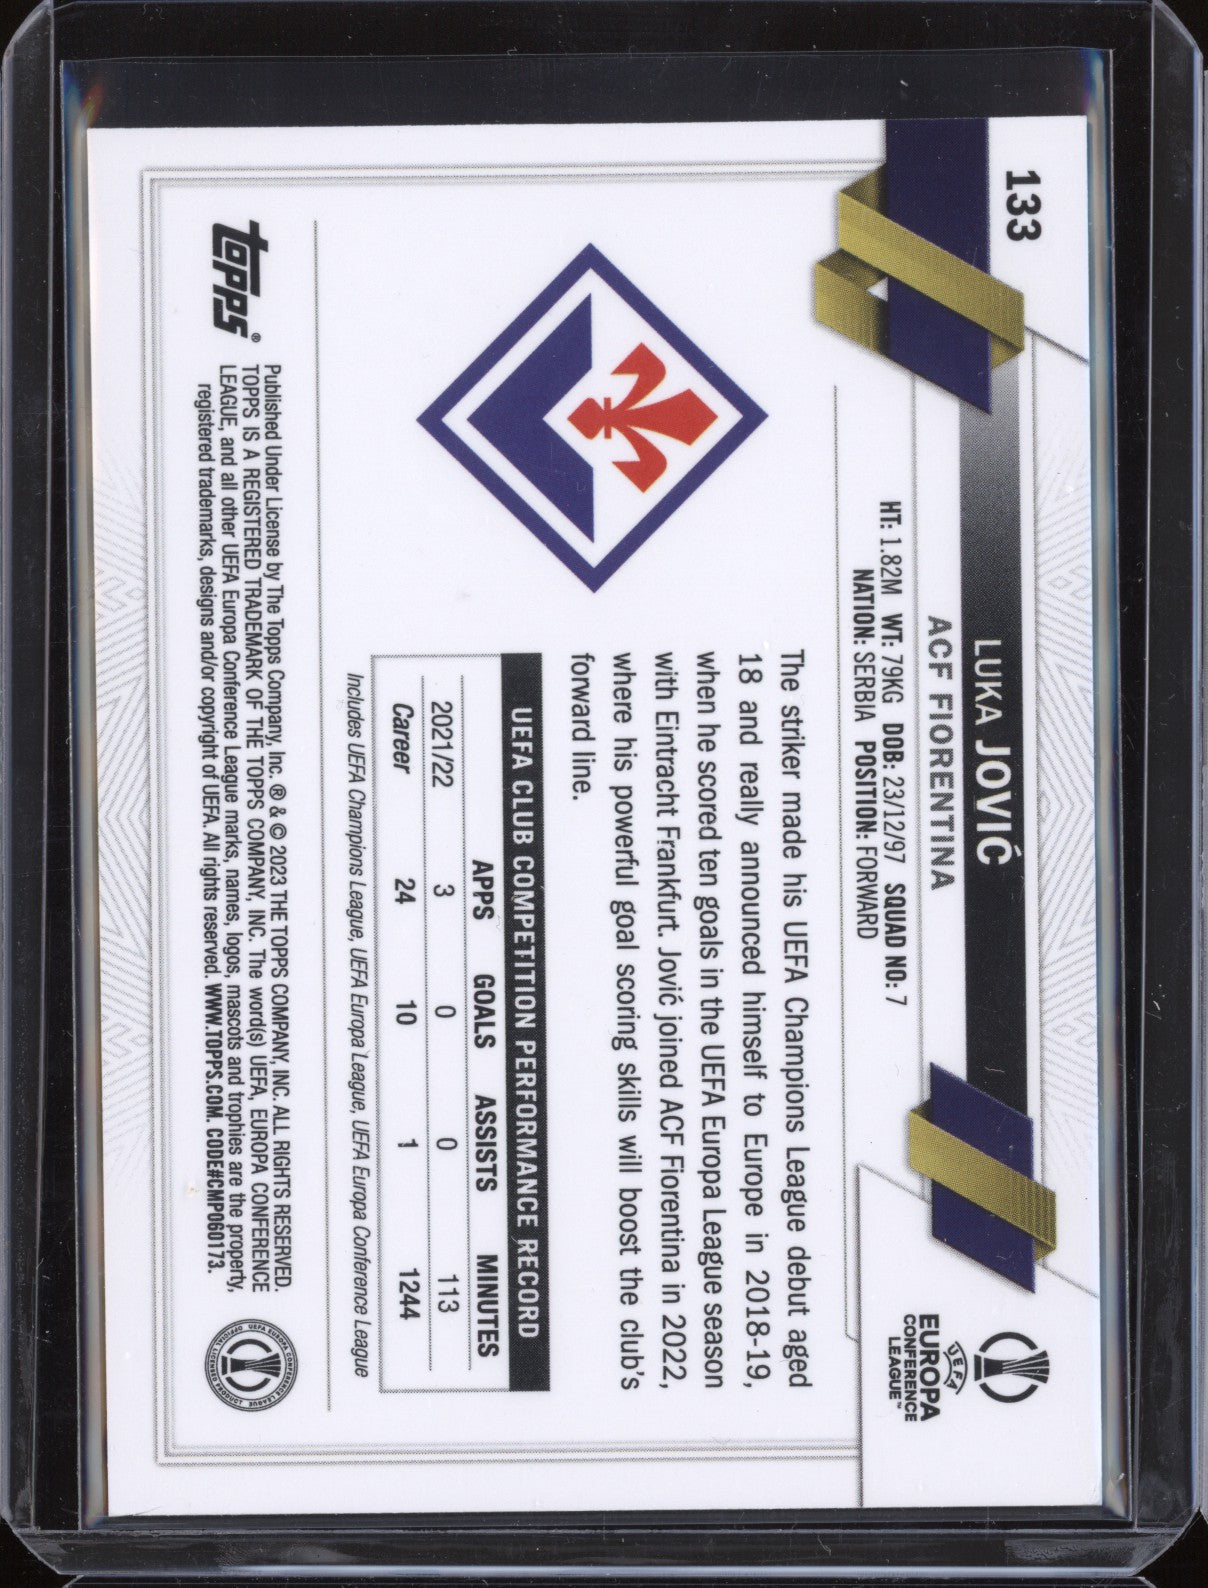 133
LUKA JOVIĆ
ACF FIORENTINA
HT: 1.82M WT: 79KG DOB: 23/12/97 SQUAD NO: 7
NATION: SERBIA POSITION: FORWARD
UEFA
EUROPA
CONFERENCE
LEAGUE™
The striker made his UEFA Champions League debut aged
18 and really announced himself to Europe in 2018-19,
when he scored ten goals in the UEFA Europa League season
with Eintracht Frankfurt. Jović joined ACF Fiorentina in 2022,
where his powerful goal scoring skills will boost the club's
forward line.
UEFA CLUB COMPETITION PERFORMANCE RECORD
APPS GOALS ASSISTS MINUTES
2021/22 3 0 0 113
Career 24 10 1 1244
Includes UEFA Champions League, UEFA Europa League, UEFA Europa Conference League
topps®
Published Under License by The Topps Company, Inc. ® & © 2023 THE TOPPS COMPANY, INC. ALL RIGHTS RESERVED.
TOPPS IS A REGISTERED TRADEMARK OF THE TOPPS COMPANY, INC. The word(s) UEFA, EUROPA CONFERENCE
LEAGUE, and all other UEFA Europa Conference League marks, names, logos, mascots and trophies are the property,
registered trademarks, designs and/or copyright of UEFA. All rights reserved. WWW.TOPPS.COM. CODE#CMP060173.
UEFA EUROPA CONFERENCE LEAGUE
OFFICIAL LICENSED PRODUCT